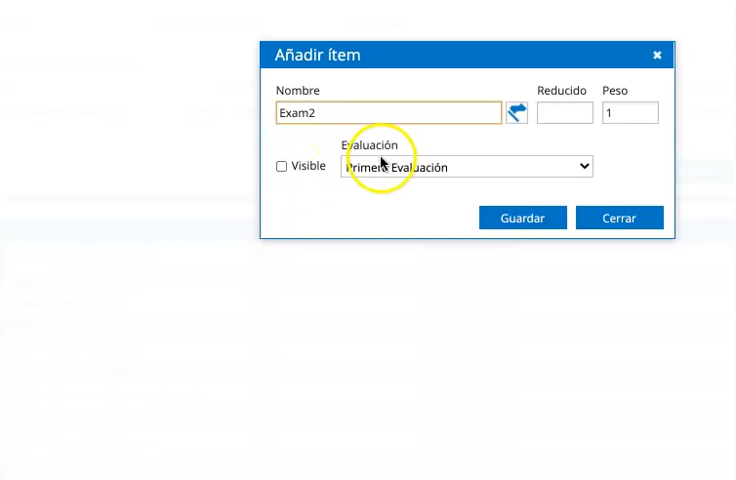 Añadir ítem
Nombre
Reducido
Peso
Exam2
1
Evaluación
Visible
Primera Evaluación
Guardar
Cerrar